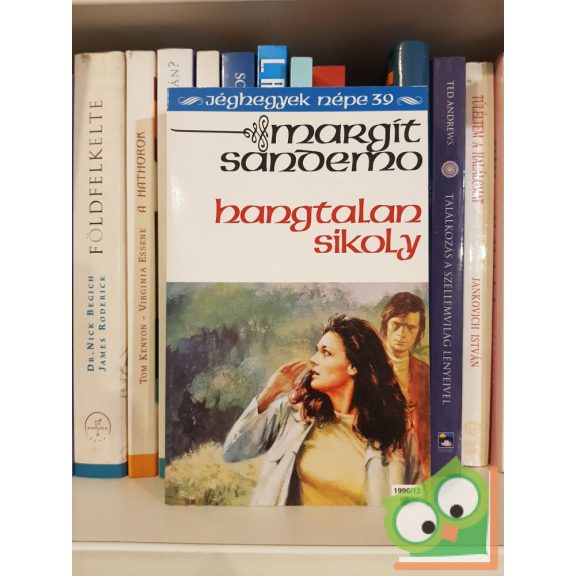 Jéghegyek népe 39
Margit
Sandemo
hangtalan
sikoly
1996/12
DR. NICK BEGICH
JAMES RODERICK
FÖLDFELKELTE
TOM KENYON - VIRGINIA ESSENE
A HATHOROK
TED ANDREWS
TALÁLKOZÁS A SZELLEMVILÁG LÉNYEIVEL
JANKOVICH ISTVÁN